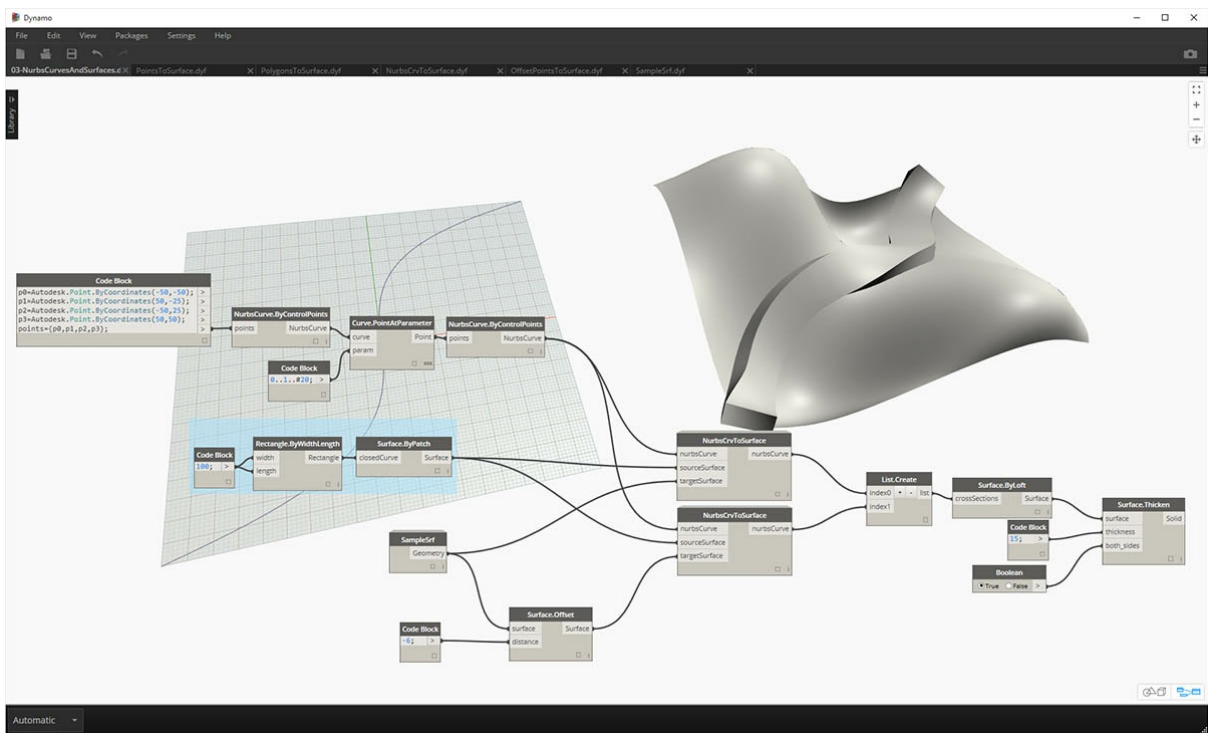 Dynamo
File Edit View Packages Settings Help
03-NurbsCurvesAndSurfaces.d PointsToSurface.dyf PolygonsToSurface.dyf NurbsCrvToSurface.dyf OffsetPointsToSurface.dyf SampleSrf.dyf
Library
Code Block
p0=Autodesk.Point.ByCoordinates(-50,-50); >
p1=Autodesk.Point.ByCoordinates(50,-25); >
p2=Autodesk.Point.ByCoordinates(-50,25); >
p3=Autodesk.Point.ByCoordinates(50,50); >
points={p0,p1,p2,p3}; >
NurbsCurve.ByControlPoints
points NurbsCurve
Code Block
0..1..#20; >
Curve.PointAtParameter
curve Point
param
NurbsCurve.ByControlPoints
points NurbsCurve
Code Block
100; >
Rectangle.ByWidthLength
width Rectangle
length
Surface.ByPatch
closedCurve Surface
SampleSrf
Geometry
Code Block
-6; >
Surface.Offset
surface Surface
distance
NurbsCrvToSurface
nurbsCurve nurbsCurve
sourceSurface
targetSurface
NurbsCrvToSurface
nurbsCurve nurbsCurve
sourceSurface
targetSurface
List.Create
index0 + - list
index1
Surface.ByLoft
crossSections Surface
Code Block
15; >
Boolean
True False >
Surface.Thicken
surface Solid
thickness
both_sides
Automatic